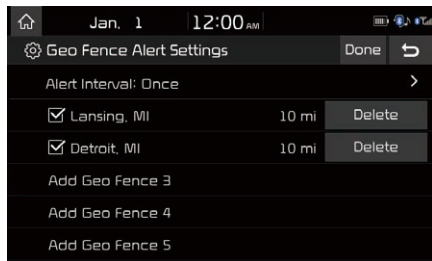 Jan. 1 12:00 AM
Geo Fence Alert Settings Done
Alert Interval: Once
Lansing, MI 10 mi Delete
Detroit, MI 10 mi Delete
Add Geo Fence 3
Add Geo Fence 4
Add Geo Fence 5